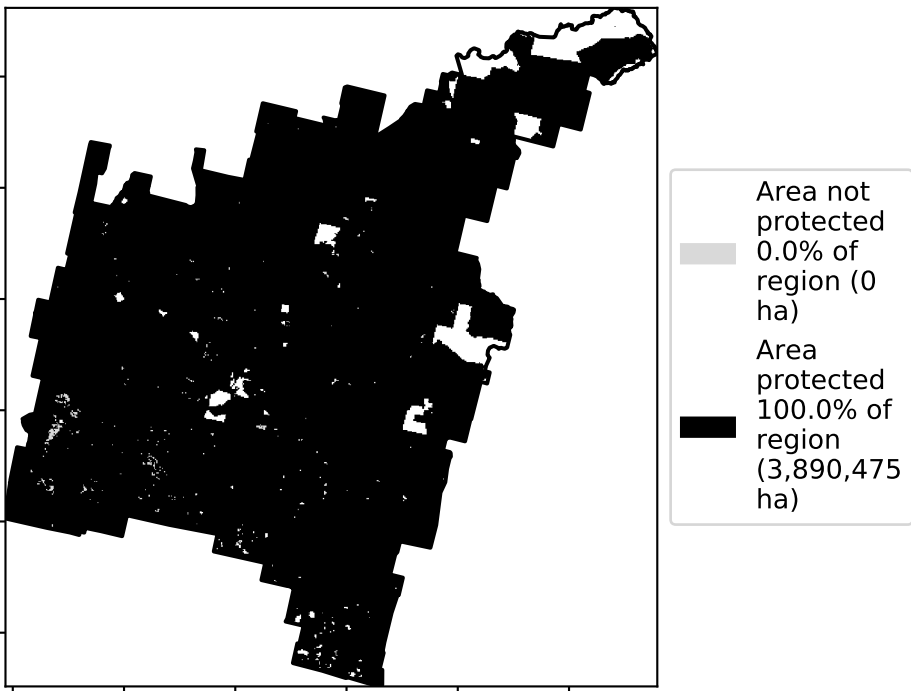 Area not
protected
0.0% of
region (0
ha)
Area
protected
100.0% of
region
(3,890,475
ha)